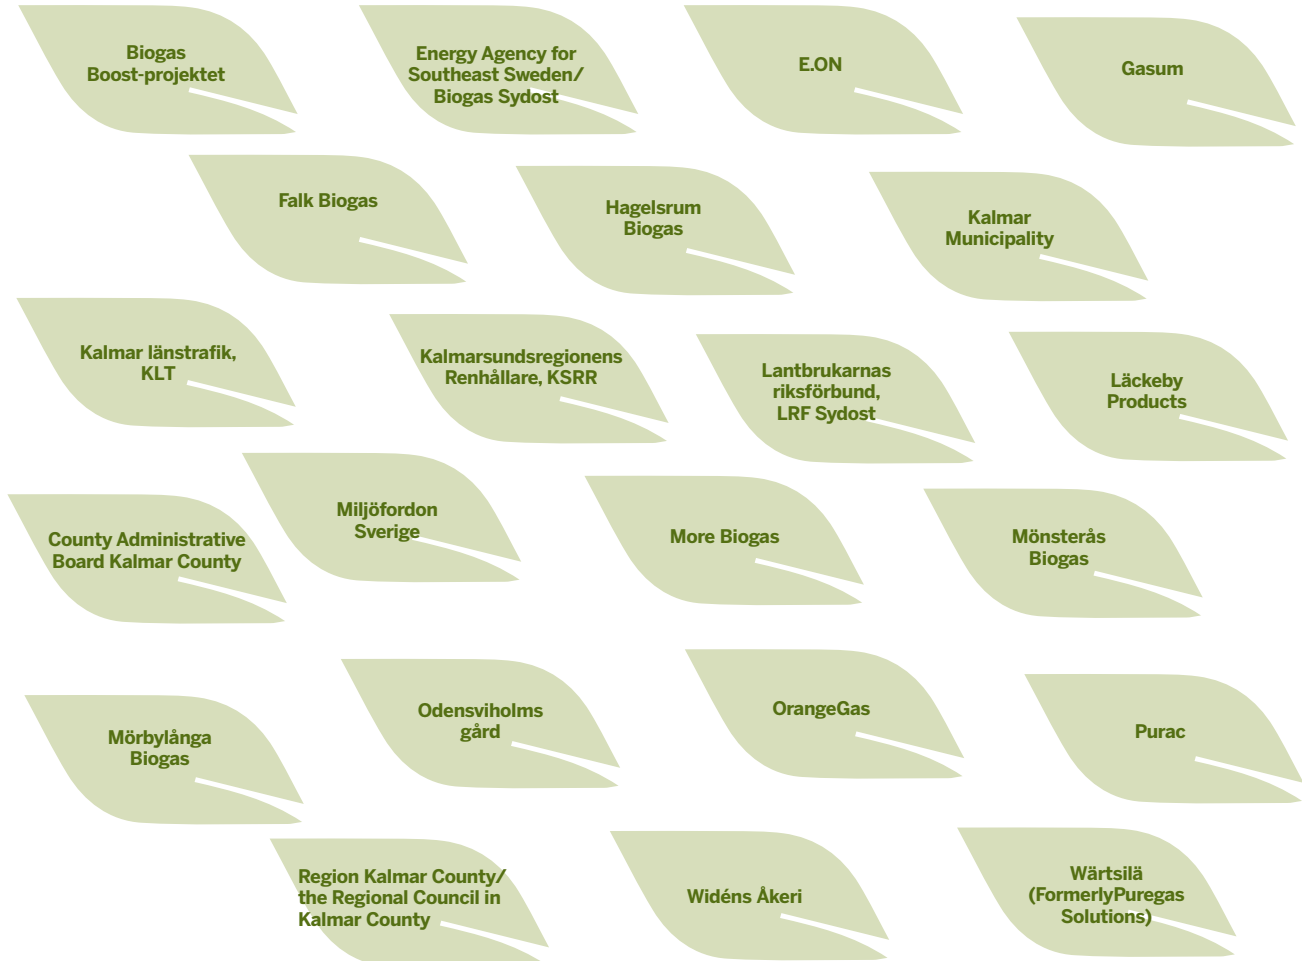 Biogas
Boost-projektet
Energy Agency for
Southeast Sweden/
Biogas Sydost
E.ON
Gasum
Falk Biogas
Hagelsrum
Biogas
Kalmar
Municipality
Kalmar länstrafik,
KLT
Kalmarsundsregionens
Renhållare, KSRR
Lantbrukarnas
riksförbund,
LRF Sydost
Läckeby
Products
County Administrative
Board Kalmar County
Miljöfordon
Sverige
More Biogas
Mönsterås
Biogas
Mörbylånga
Biogas
Odensviholms
gård
OrangeGas
Purac
Region Kalmar County/
the Regional Council in
Kalmar County
Widéns Åkeri
Wärtsilä
(FormerlyPuregas
Solutions)